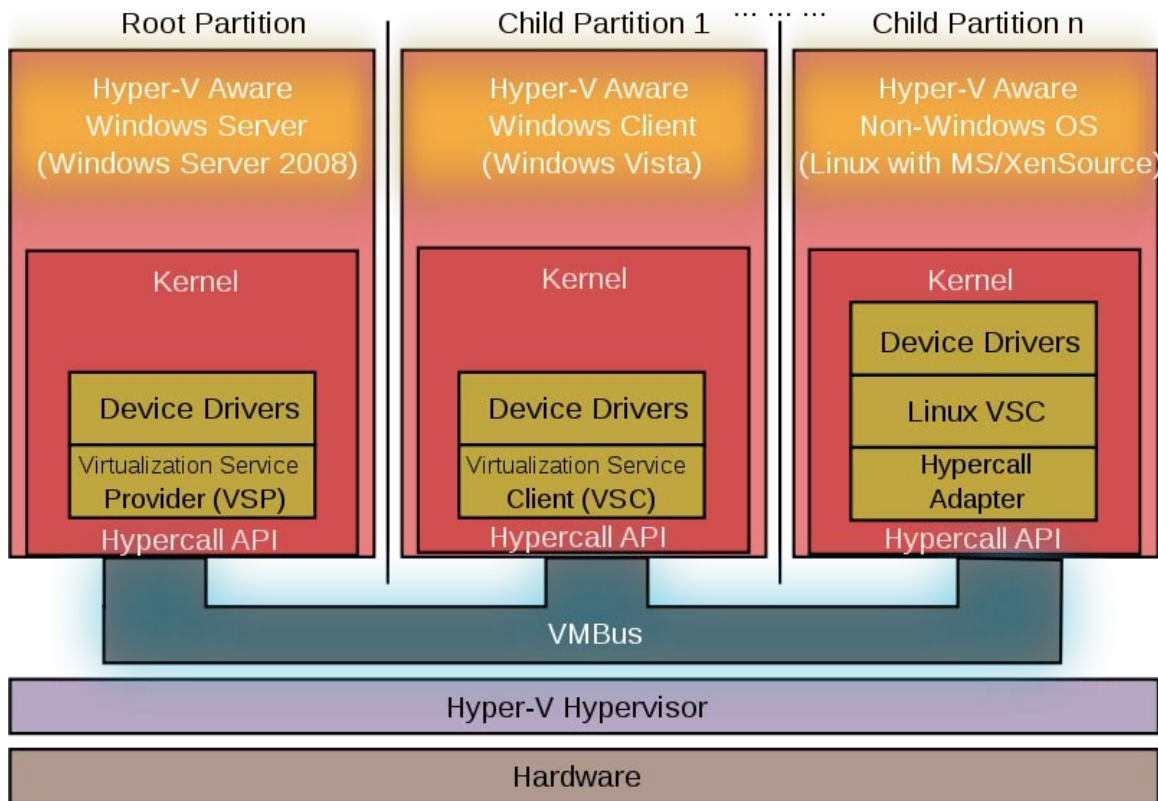 Root Partition
Child Partition 1
... ... ...
Child Partition n
Hyper-V Aware
Windows Server
(Windows Server 2008)
Kernel
Device Drivers
Virtualization Service
Provider (VSP)
Hypercall API
Hyper-V Aware
Windows Client
(Windows Vista)
Kernel
Device Drivers
Virtualization Service
Client (VSC)
Hypercall API
Hyper-V Aware
Non-Windows OS
(Linux with MS/XenSource)
Kernel
Device Drivers
Linux VSC
Hypercall
Adapter
Hypercall API
VMBus
Hyper-V Hypervisor
Hardware